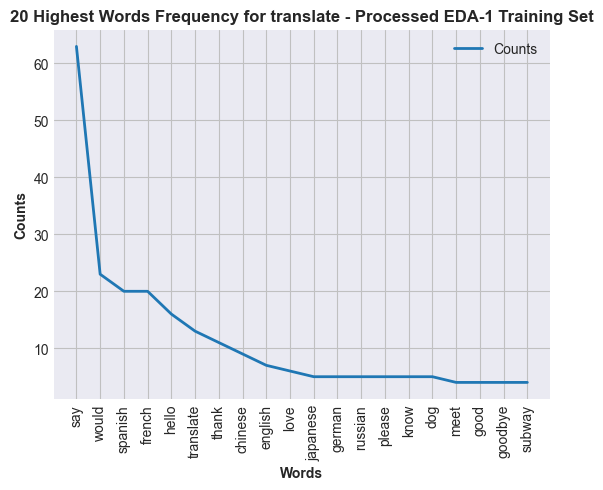 20 Highest Words Frequency for translate - Processed EDA-1 Training Set
Counts
60
50
40
30
20
10
Counts
say
would
spanish
french
hello
translate
thank
chinese
english
love
japanese
german
russian
please
know
dog
meet
good
goodbye
subway
Words